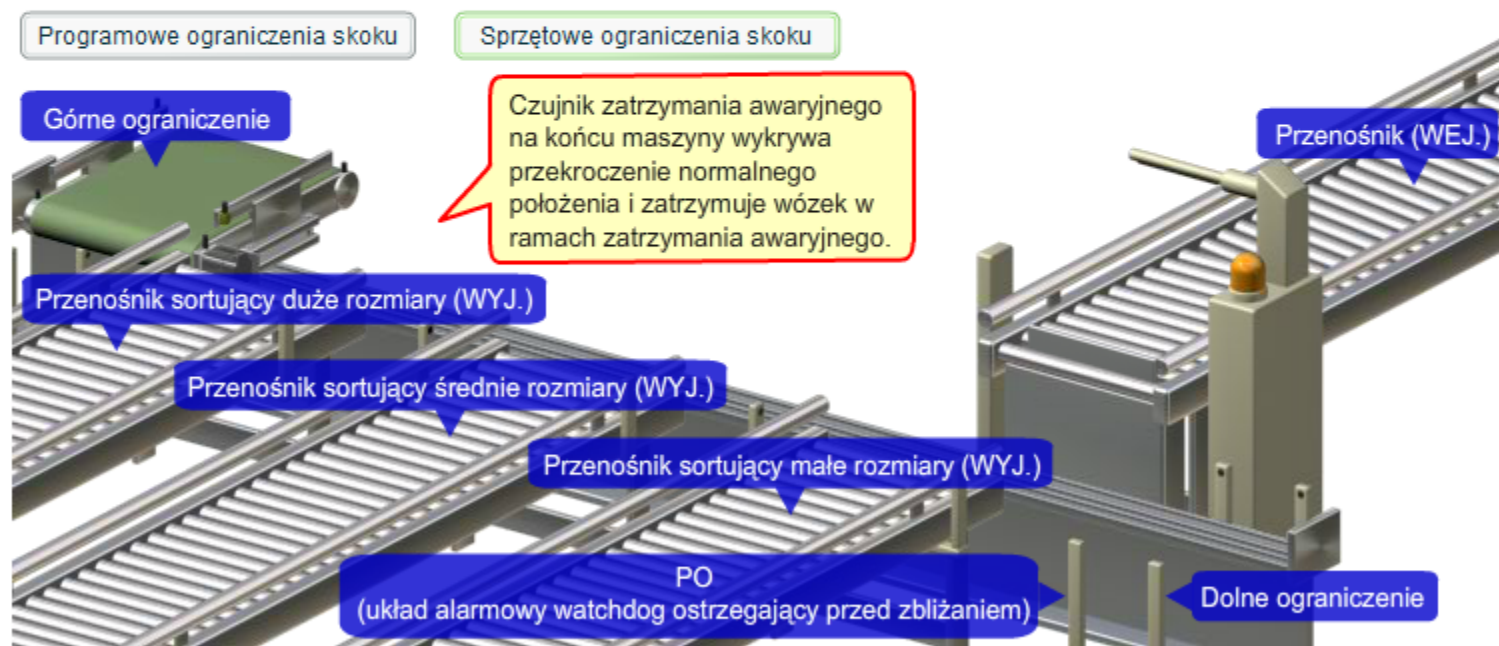 Programowe ograniczenia skoku
Sprzętowe ograniczenia skoku
Górne ograniczenie
Czujnik zatrzymania awaryjnego
na końcu maszyny wykrywa
przekroczenie normalnego
położenia i zatrzymuje wózek w
ramach zatrzymania awaryjnego.
Przenośnik (WEJ.)
Przenośnik sortujący duże rozmiary (WYJ.)
Przenośnik sortujący średnie rozmiary (WYJ.)
Przenośnik sortujący małe rozmiary (WYJ.)
PO
(układ alarmowy watchdog ostrzegający przed zbliżaniem)
Dolne ograniczenie